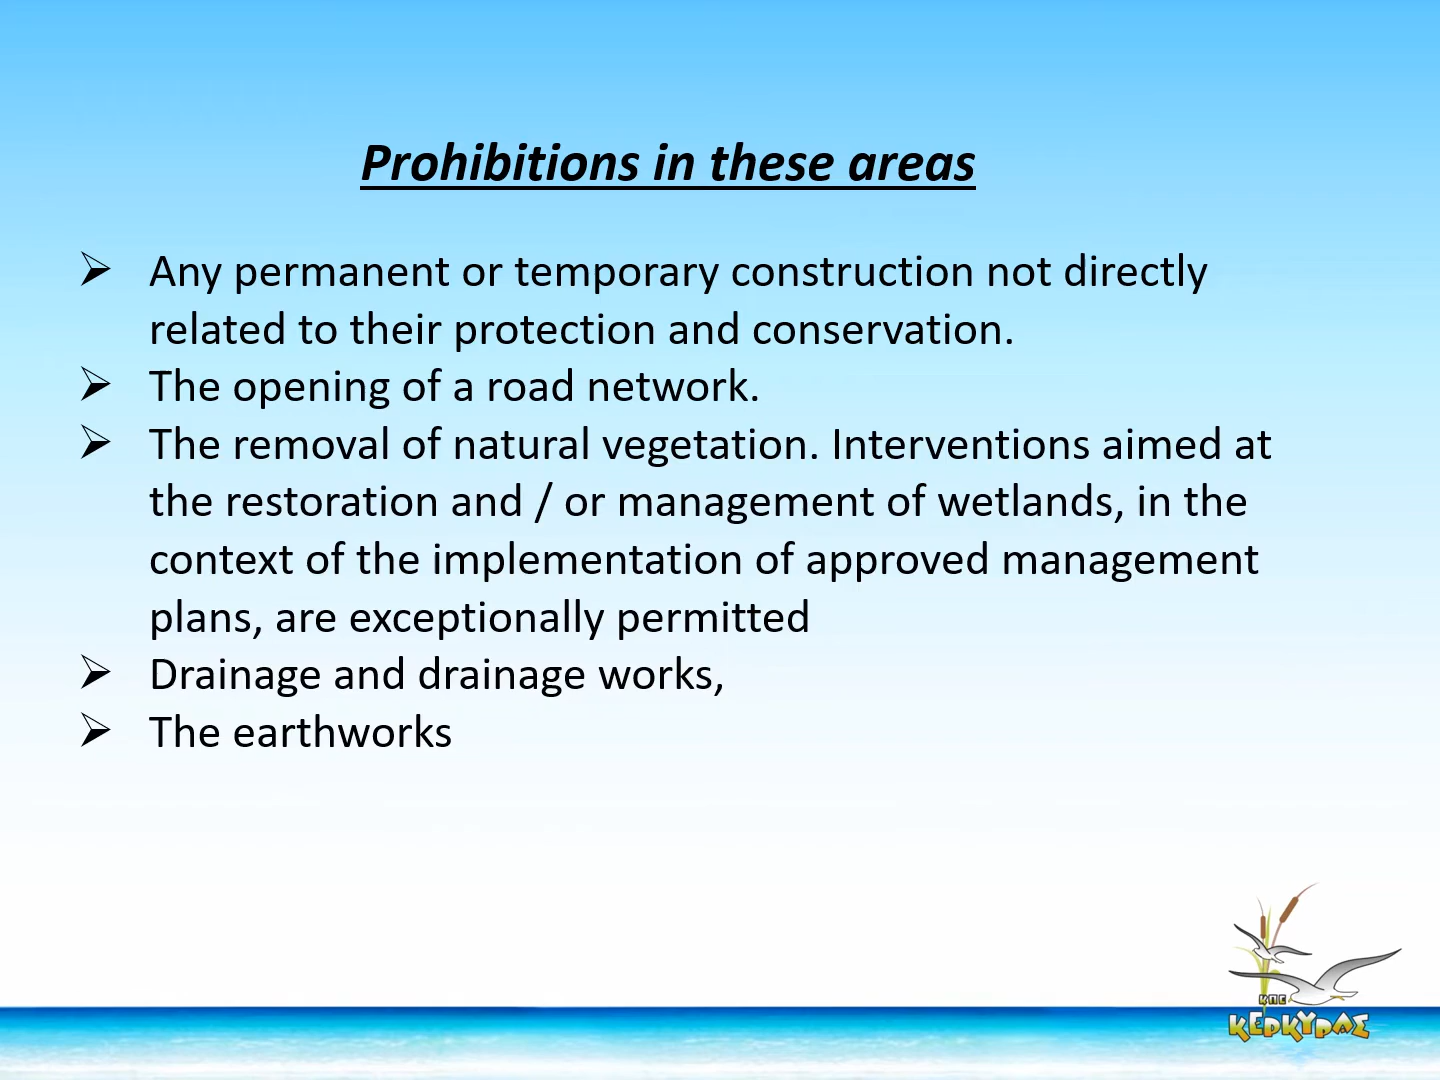 Prohibitions in these areas
➢ Any permanent or temporary construction not directly
related to their protection and conservation.
➢ The opening of a road network.
➢ The removal of natural vegetation. Interventions aimed at
the restoration and / or management of wetlands, in the
context of the implementation of approved management
plans, are exceptionally permitted
➢ Drainage and drainage works,
➢ The earthworks
ΚΠΕ
ΚΕΡΚΥΡΑΣ